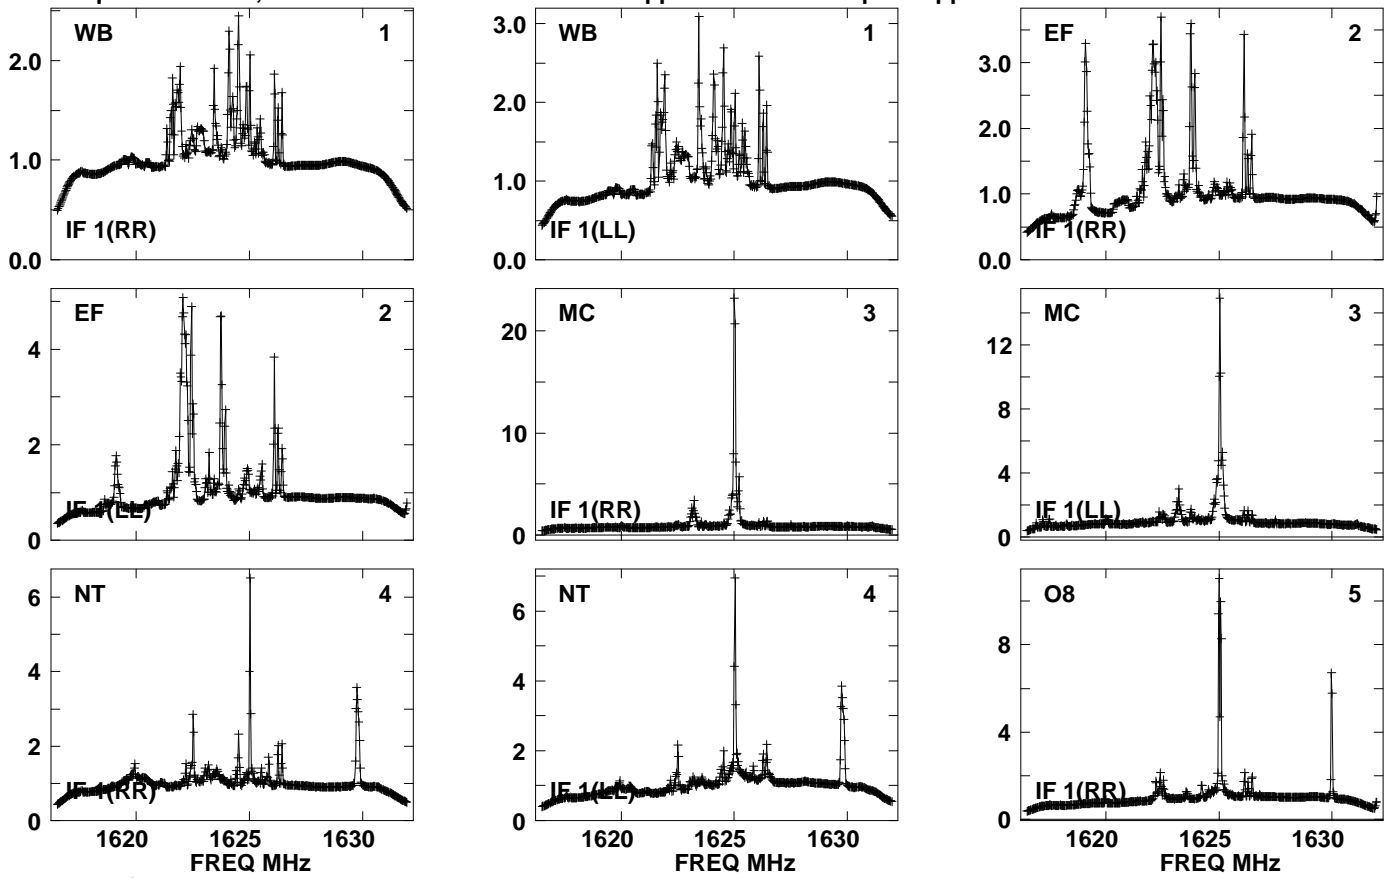 WB 1
2.0
1.0
0.0
IF 1(RR)
WB 1
3.0
2.0
1.0
0.0
IF 1(LL)
EF 2
3.0
2.0
1.0
0.0
IF 1(RR)
EF 2
4
2
0
IF 1(LL)
MC 3
20
10
0
IF 1(RR)
MC 3
12
8
4
0
IF 1(LL)
NT 4
6
4
2
0
IF 1(RR)
1620 1625 1630
FREQ MHz
NT 4
6
4
2
0
IF 1(LL)
1620 1625 1630
FREQ MHz
O8 5
8
4
0
IF 1(RR)
1620 1625 1630
FREQ MHz